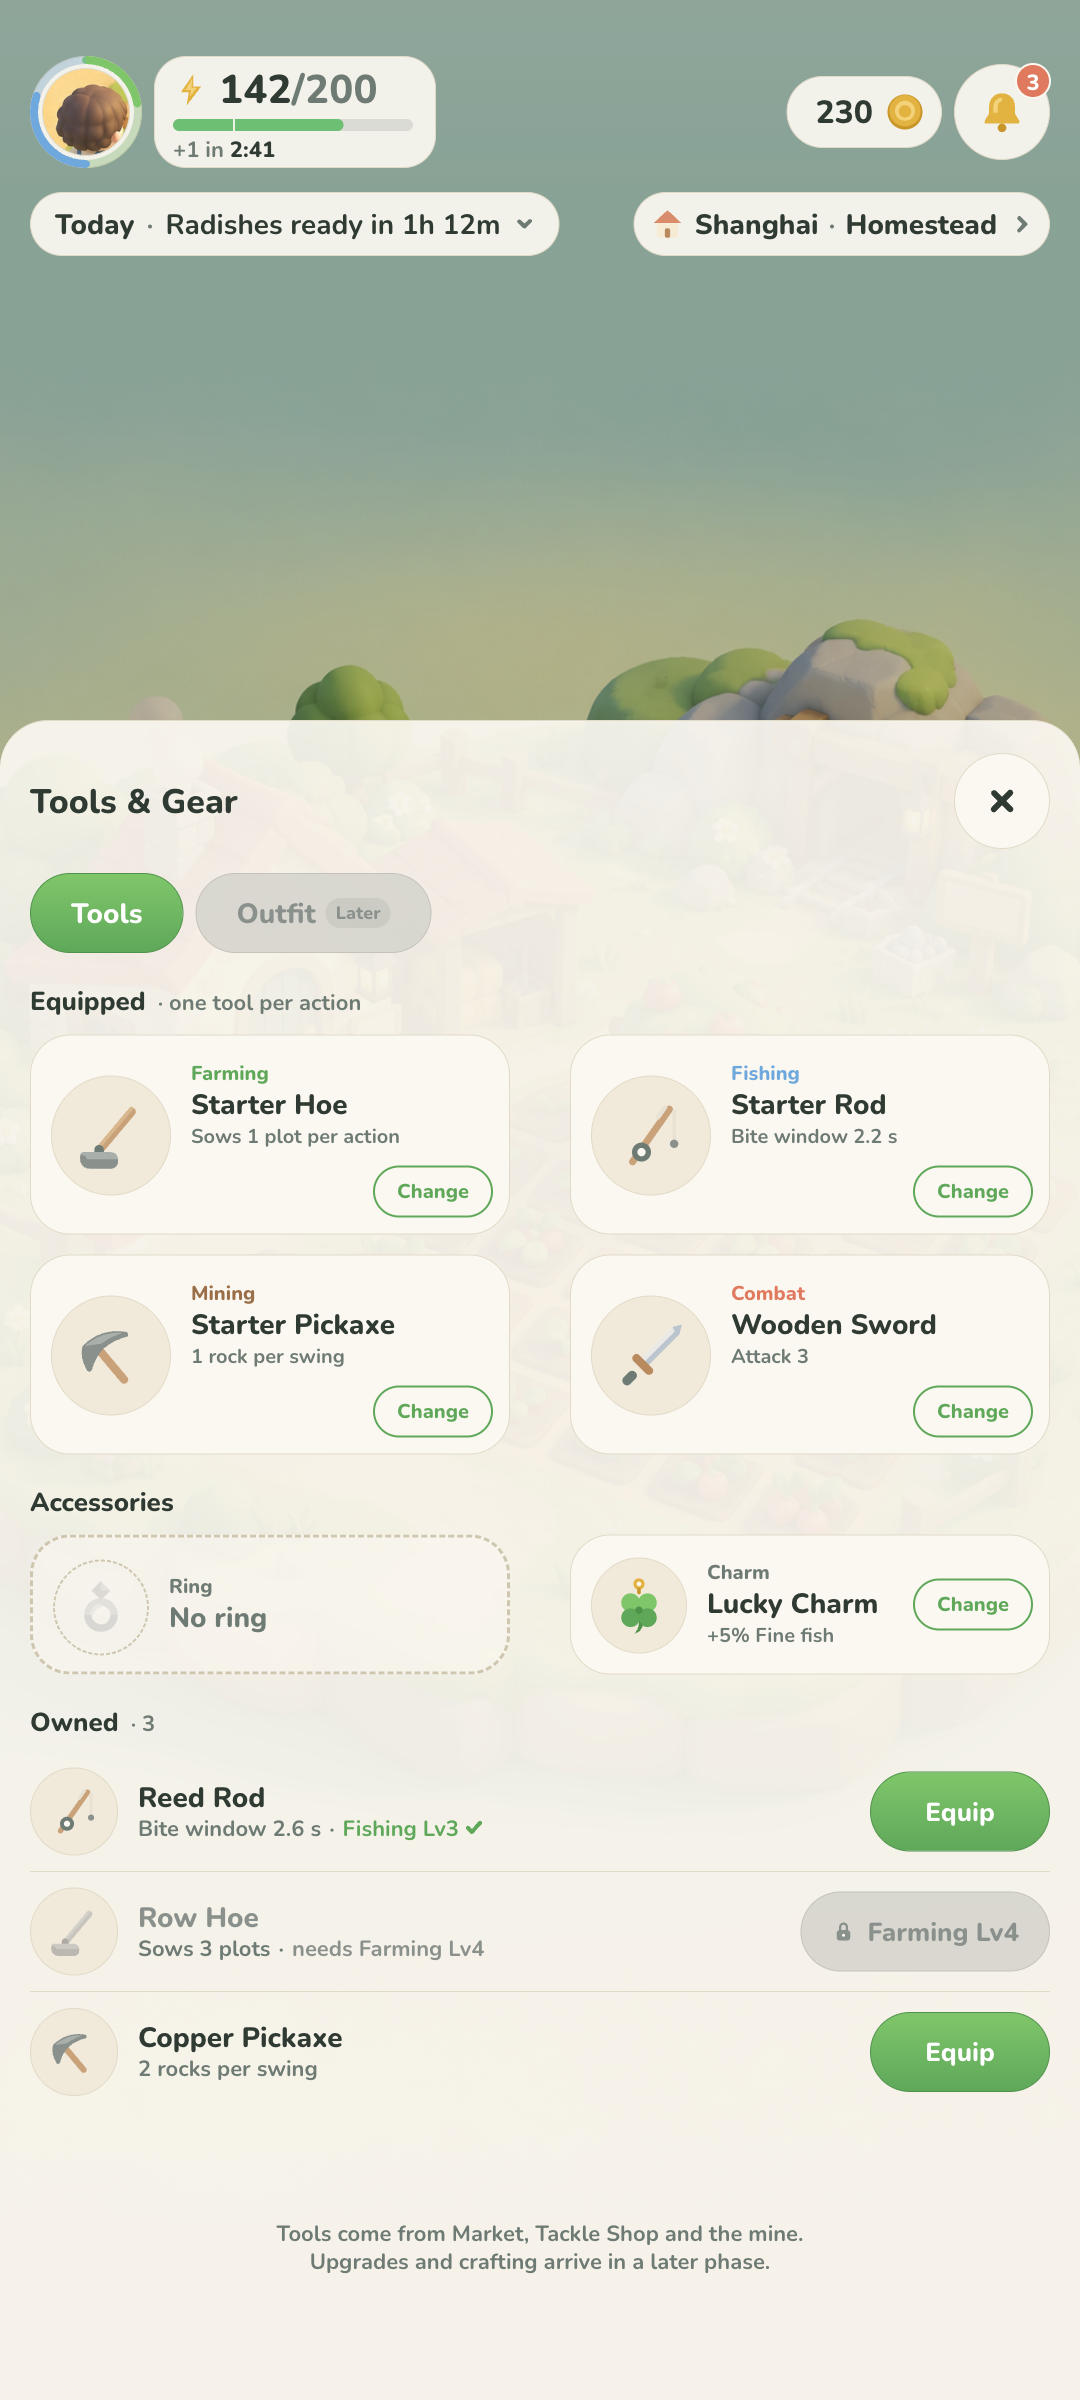 142/200
+1 in 2:41
230
3
Today · Radishes ready in 1h 12m
Shanghai · Homestead
Tools & Gear
Tools
Outfit Later
Equipped · one tool per action
Farming
Starter Hoe
Sows 1 plot per action
Change
Fishing
Starter Rod
Bite window 2.2 s
Change
Mining
Starter Pickaxe
1 rock per swing
Change
Combat
Wooden Sword
Attack 3
Change
Accessories
Ring
No ring
Charm
Lucky Charm
+5% Fine fish
Change
Owned · 3
Reed Rod
Bite window 2.6 s · Fishing Lv3
Equip
Row Hoe
Sows 3 plots · needs Farming Lv4
Farming Lv4
Copper Pickaxe
2 rocks per swing
Equip
Tools come from Market, Tackle Shop and the mine.
Upgrades and crafting arrive in a later phase.